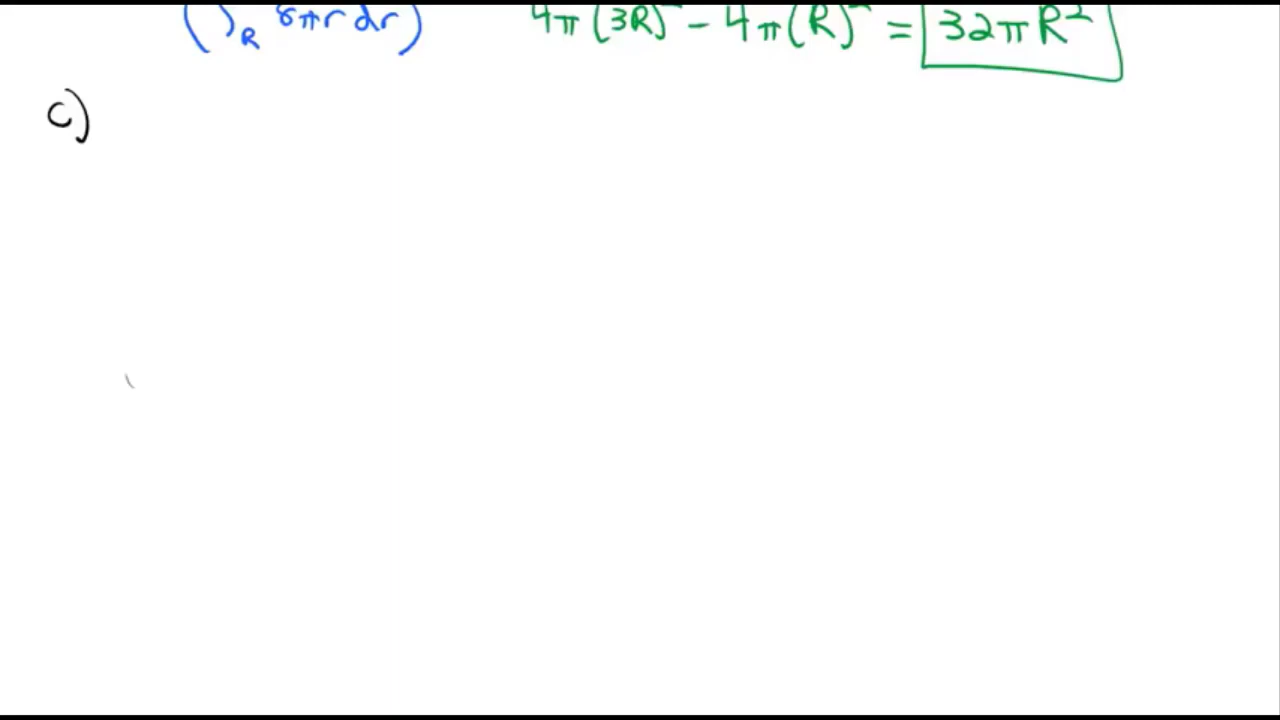 (∫R 8πr dr) 4π(3R)² − 4π(R)² = 32πR²
c)